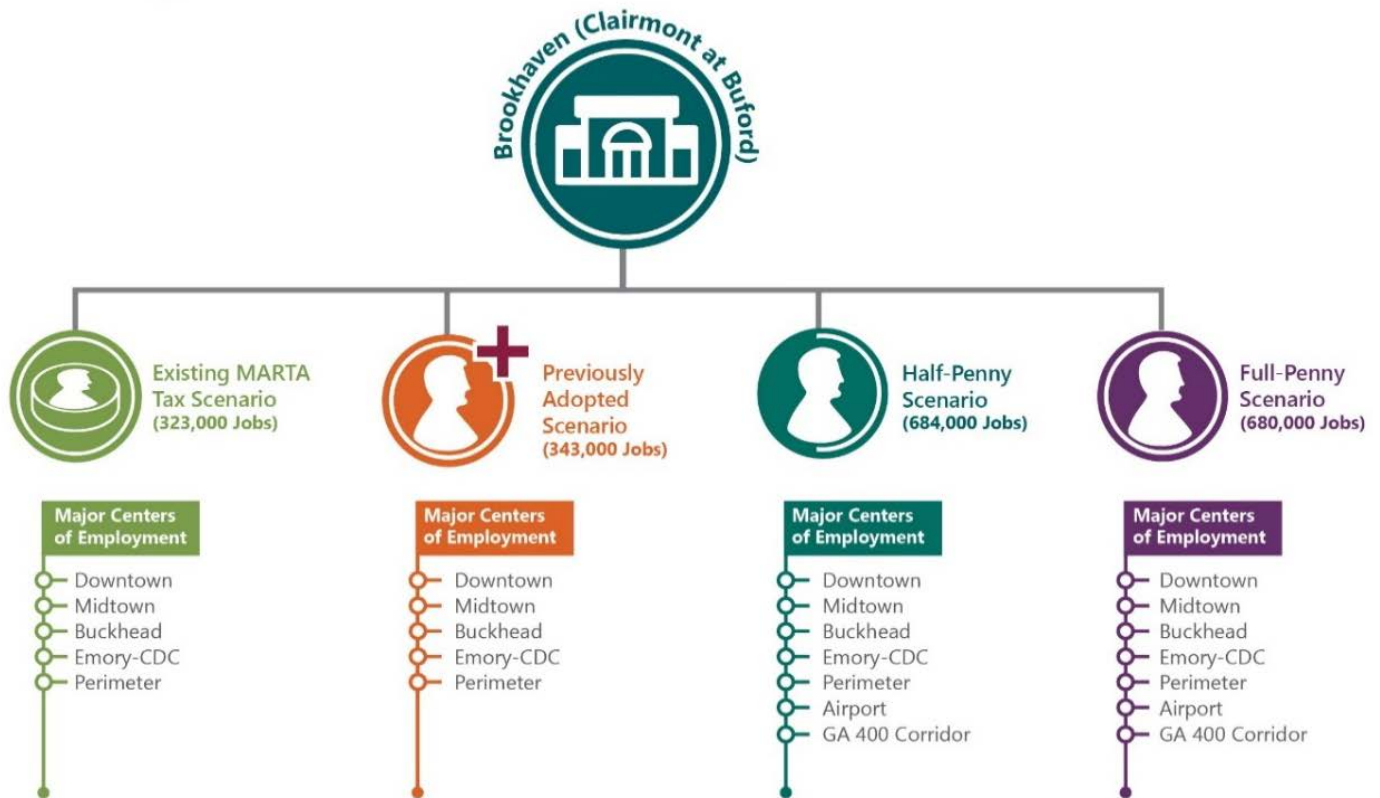 Brookhaven (Clairmont at Buford)
Existing MARTA
Tax Scenario
(323,000 Jobs)
Previously
Adopted
Scenario
(343,000 Jobs)
Half-Penny
Scenario
(684,000 Jobs)
Full-Penny
Scenario
(680,000 Jobs)
Major Centers
of Employment
Downtown
Midtown
Buckhead
Emory-CDC
Perimeter
Major Centers
of Employment
Downtown
Midtown
Buckhead
Emory-CDC
Perimeter
Major Centers
of Employment
Downtown
Midtown
Buckhead
Emory-CDC
Perimeter
Airport
GA 400 Corridor
Major Centers
of Employment
Downtown
Midtown
Buckhead
Emory-CDC
Perimeter
Airport
GA 400 Corridor